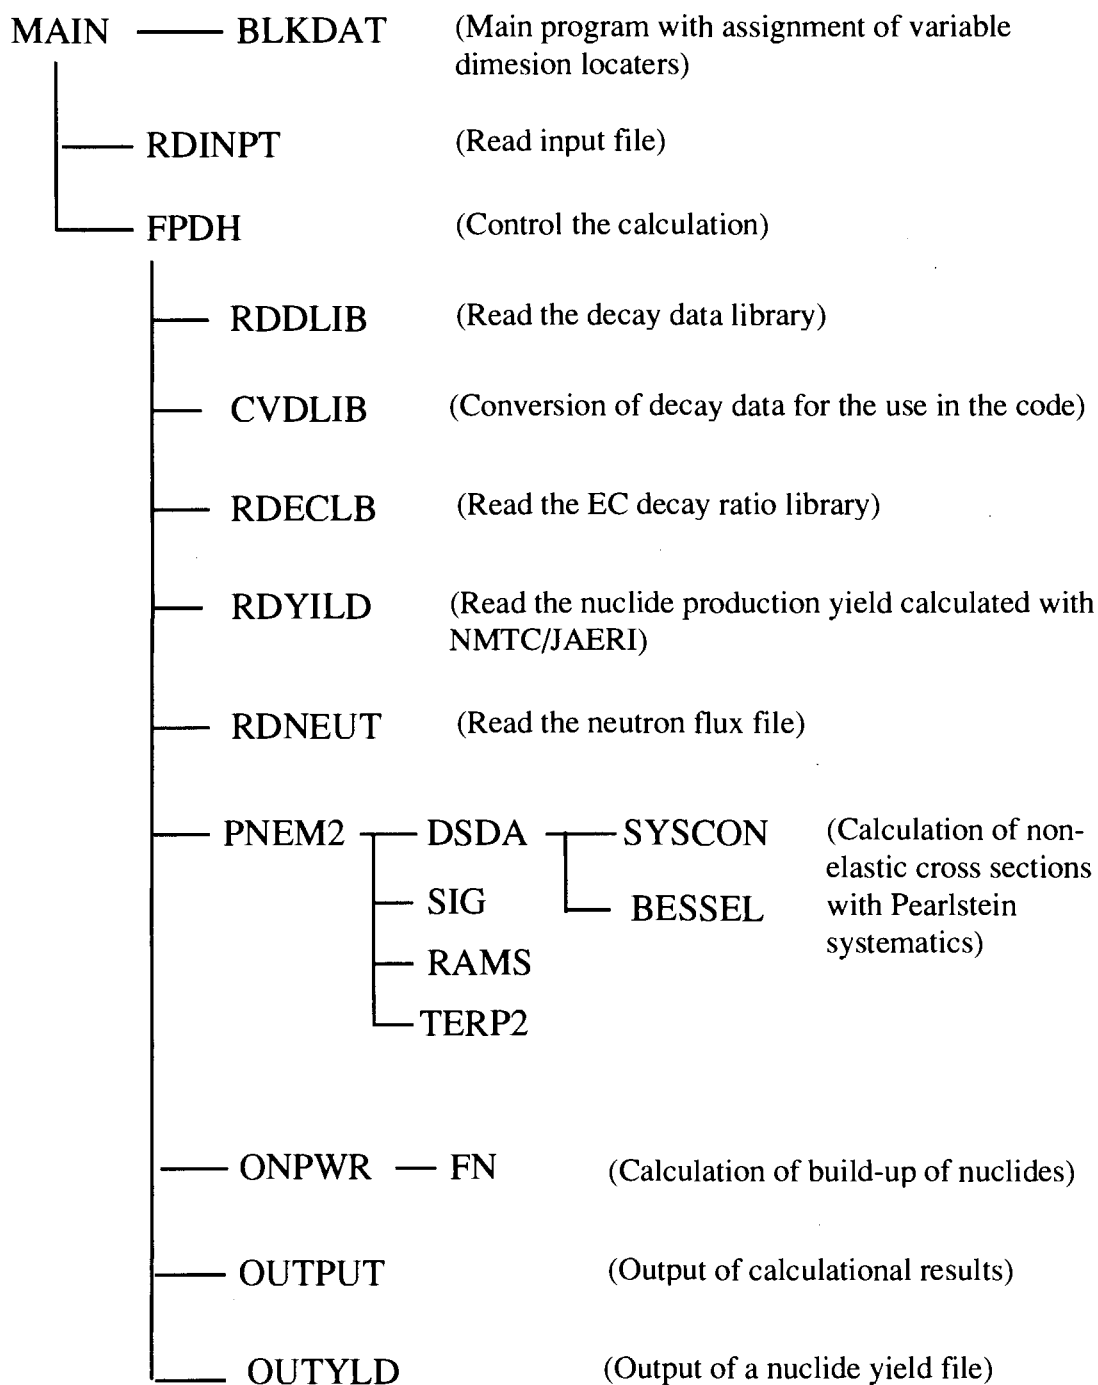 MAIN BLKDAT (Main program with assignment of variable
dimesion locaters)
RDINPT (Read input file)
FPDH (Control the calculation)
RDDLIB (Read the decay data library)
CVDLIB (Conversion of decay data for the use in the code)
RDECLB (Read the EC decay ratio library)
RDYILD (Read the nuclide production yield calculated with
NMTC/JAERI)
RDNEUT (Read the neutron flux file)
PNEM2 DSDA SYSCON (Calculation of non-
elastic cross sections
SIG BESSEL with Pearlstein
systematics)
RAMS
TERP2
ONPWR FN (Calculation of build-up of nuclides)
OUTPUT (Output of calculational results)
OUTYLD (Output of a nuclide yield file)